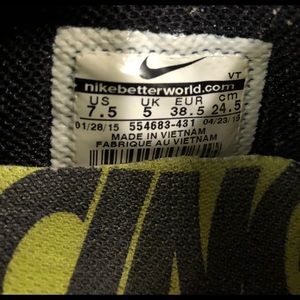 VT
nikebetterworld.com
US UK EUR cm
7.5 5 38.5 24.5
01/28/15 554683-431 04/23/15
MADE IN VIETNAM
FABRIQUE AU VIETNAM